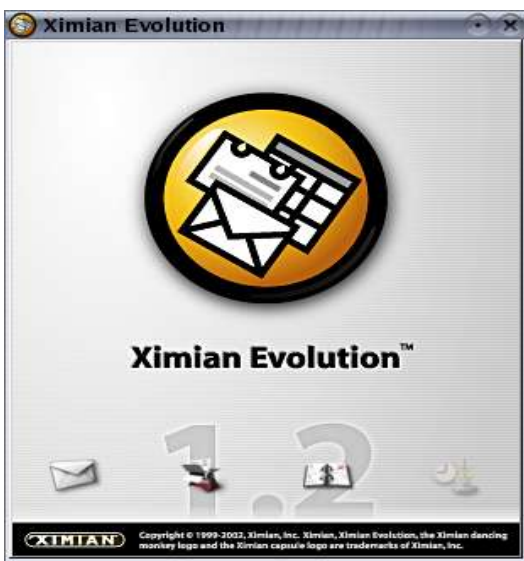 Ximian Evolution
Ximian Evolution™
1.2
XIMIAN
Copyright © 1999-2002, Ximian, Inc. Ximian, Ximian Evolution, the Ximian dancing
monkey logo and the Ximian capsule logo are trademarks of Ximian, Inc.